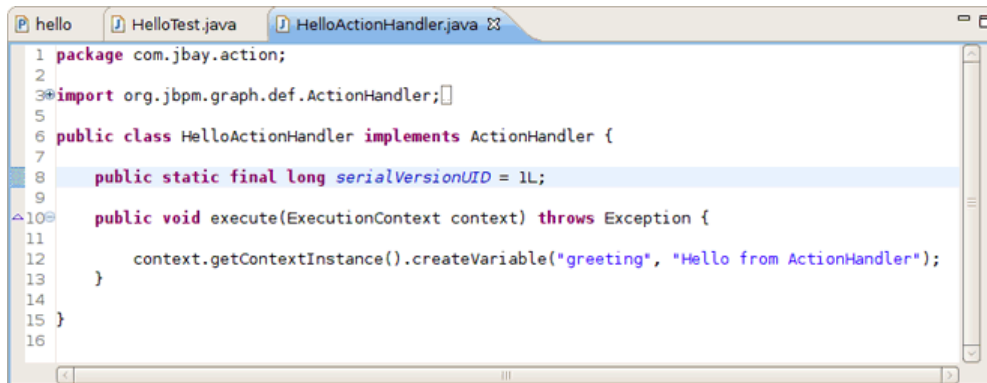 hello HelloTest.java HelloActionHandler.java
1 package com.jbay.action;
2
3 import org.jbpm.graph.def.ActionHandler;
5
6 public class HelloActionHandler implements ActionHandler {
7
8 public static final long serialVersionUID = 1L;
9
10 public void execute(ExecutionContext context) throws Exception {
11
12 context.getContextInstance().createVariable("greeting", "Hello from ActionHandler");
13 }
14
15 }
16